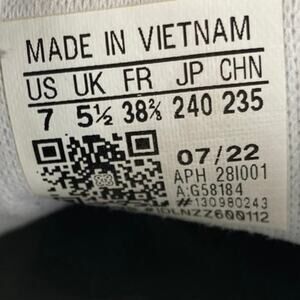 MADE IN VIETNAM
US UK FR JP CHN
7 5½ 38⅔ 240 235
07/22
APH 28I001
A:G58184
#130980243
#IDLNZZ600112